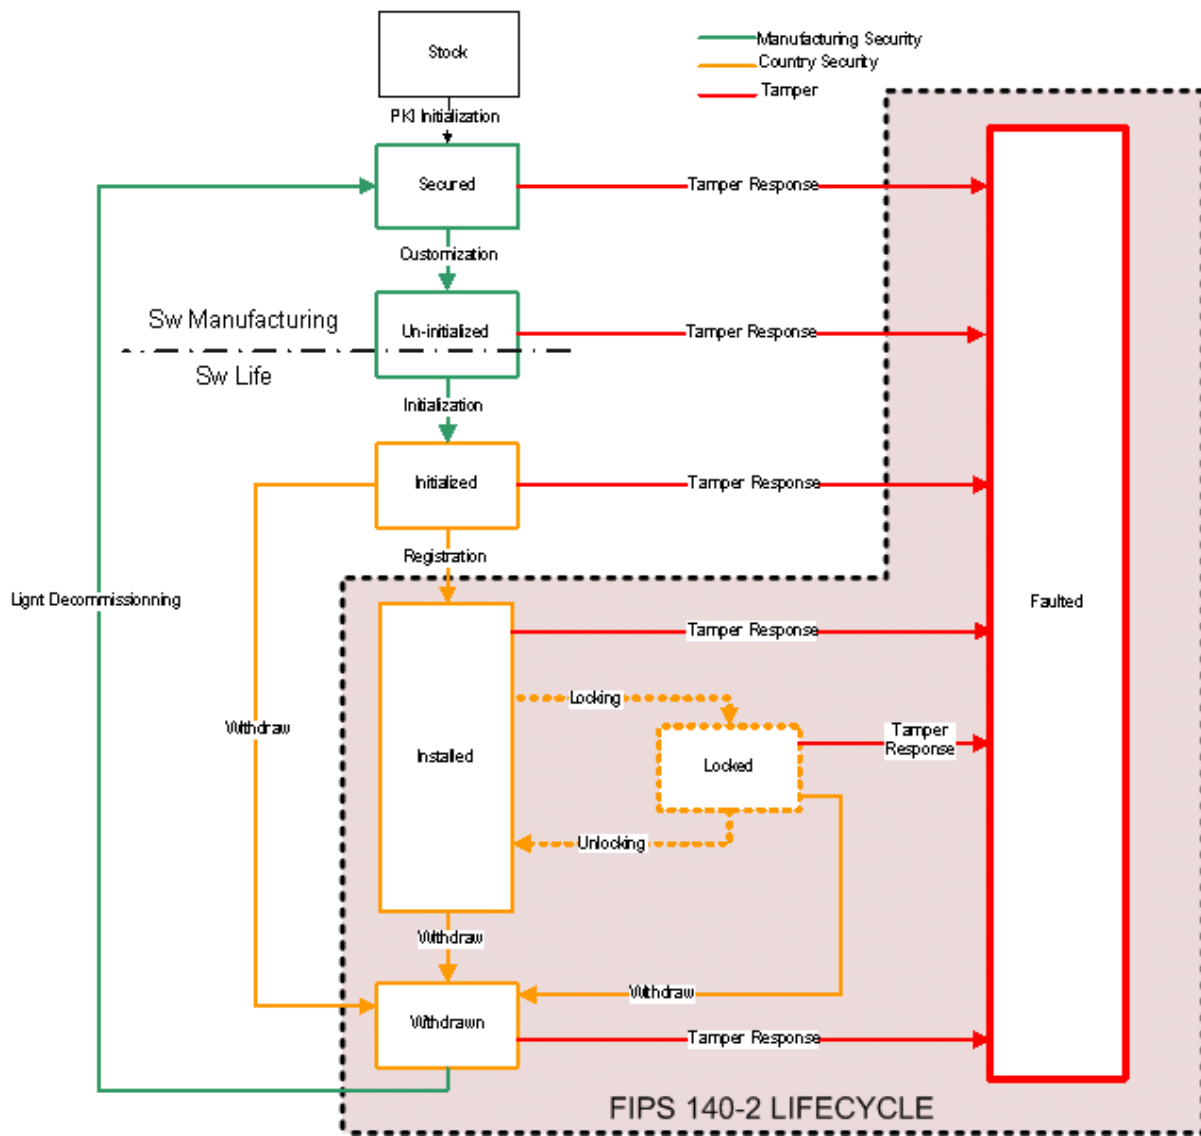 Stock
Manufacturing Security
Country Security
Tamper
PKI Initialization
Secured
Tamper Response
Customization
Sw Manufacturing
Un-initialized
Tamper Response
Sw Life
Initialization
Initialized
Tamper Response
Registration
Lignt Decommissionning
Faulted
Tamper Response
Locking
Withdraw
Installed
Tamper
Response
Locked
Unlocking
Withdraw
Withdraw
Withdrawn
Tamper Response
FIPS 140-2 LIFECYCLE